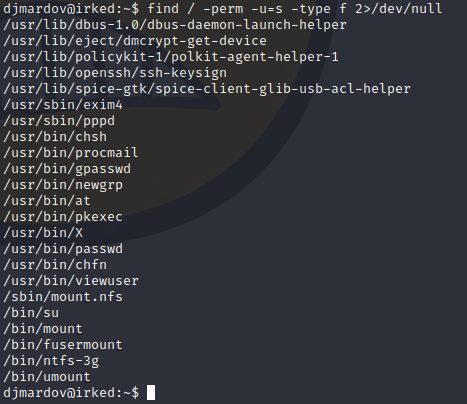 djmardov@irked:~$ find / -perm -u=s -type f 2>/dev/null
/usr/lib/dbus-1.0/dbus-daemon-launch-helper
/usr/lib/eject/dmcrypt-get-device
/usr/lib/policykit-1/polkit-agent-helper-1
/usr/lib/openssh/ssh-keysign
/usr/lib/spice-gtk/spice-client-glib-usb-acl-helper
/usr/sbin/exim4
/usr/sbin/pppd
/usr/bin/chsh
/usr/bin/procmail
/usr/bin/gpasswd
/usr/bin/newgrp
/usr/bin/at
/usr/bin/pkexec
/usr/bin/X
/usr/bin/passwd
/usr/bin/chfn
/usr/bin/viewuser
/sbin/mount.nfs
/bin/su
/bin/mount
/bin/fusermount
/bin/ntfs-3g
/bin/umount
djmardov@irked:~$